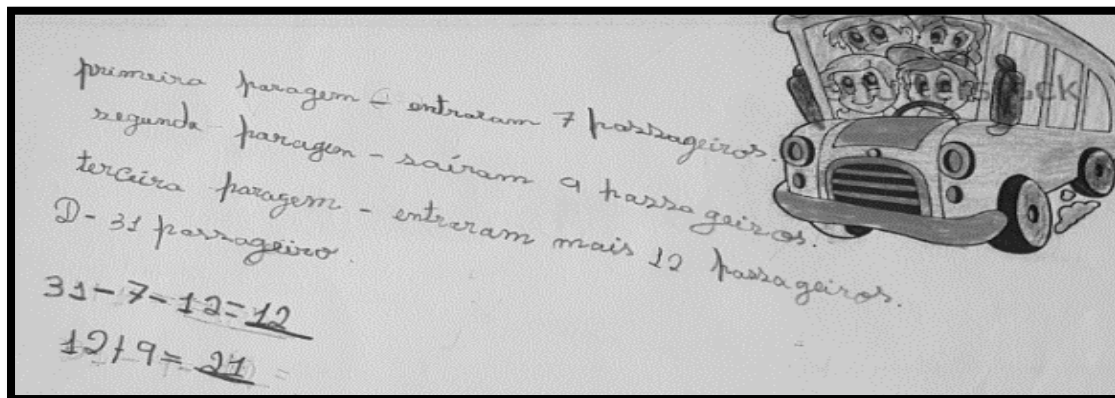 primeira paragem - entraram 7 passageiros.
segunda paragem - saíram 9 passageiros.
terceira paragem - entraram mais 12 passageiros.
D - 31 passageiro.
31-7-12=12
12+9=21